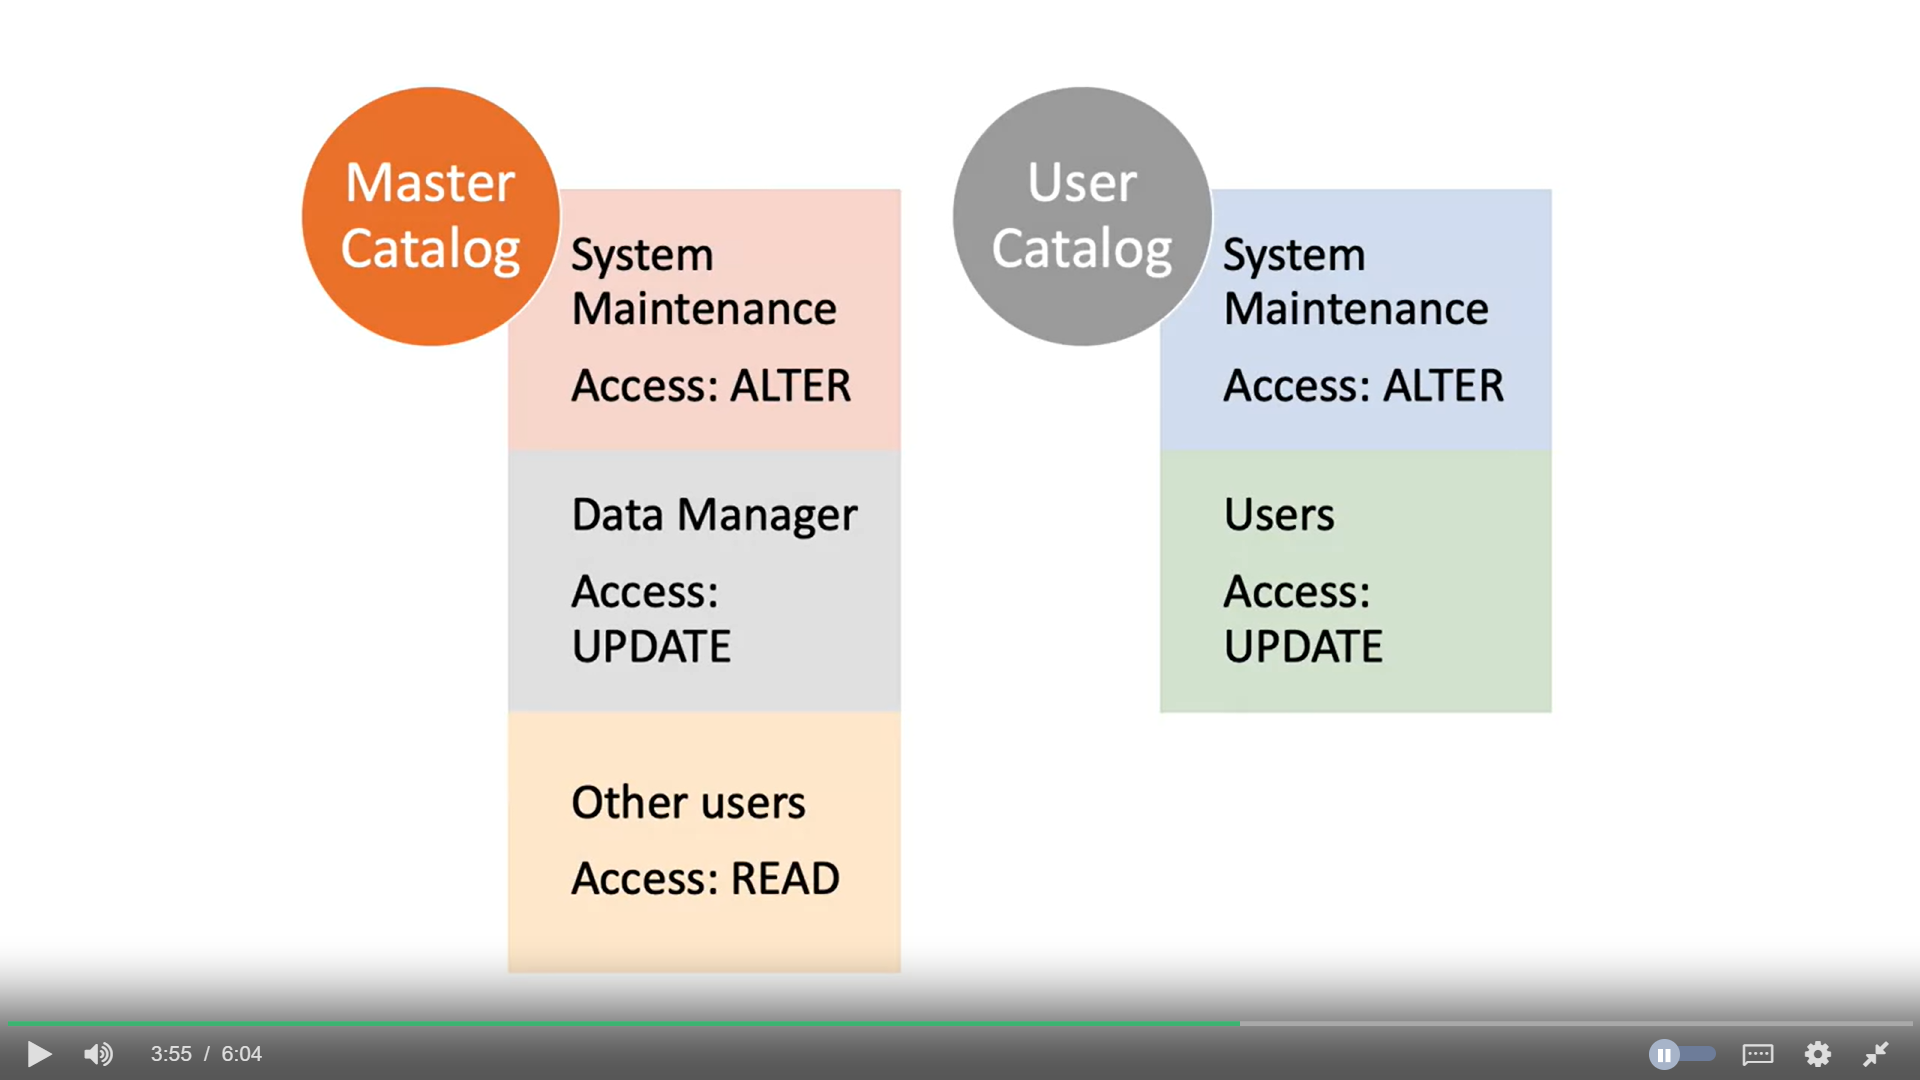 Master
Catalog
System
Maintenance
Access: ALTER
Data Manager
Access:
UPDATE
Other users
Access: READ
User
Catalog
System
Maintenance
Access: ALTER
Users
Access:
UPDATE
3:55 / 6:04